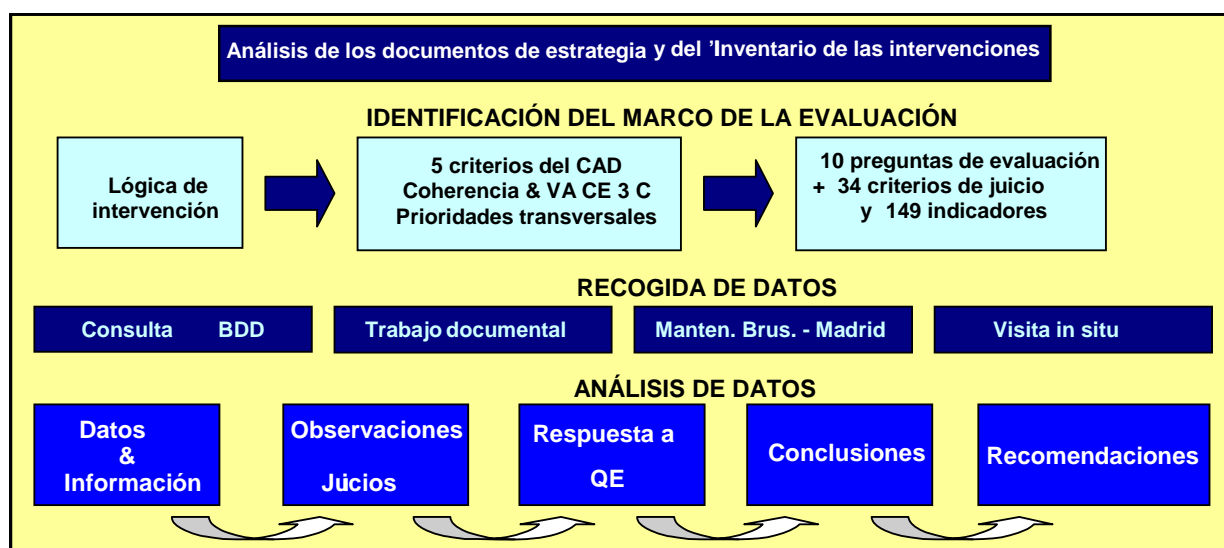 Análisis de los documentos de estrategia y del 'Inventario de las intervenciones
IDENTIFICACIÓN DEL MARCO DE LA EVALUACIÓN
Lógica de
intervención
5 criterios del CAD
Coherencia & VA CE 3 C
Prioridades transversales
10 preguntas de evaluación
+ 34 criterios de juicio
y 149 indicadores
RECOGIDA DE DATOS
Consulta BDD
Trabajo documental
Manten. Brus. - Madrid
Visita in situ
ANÁLISIS DE DATOS
Datos
&
Información
Observaciones
Juicios
Respuesta a
QE
Conclusiones
Recomendaciones